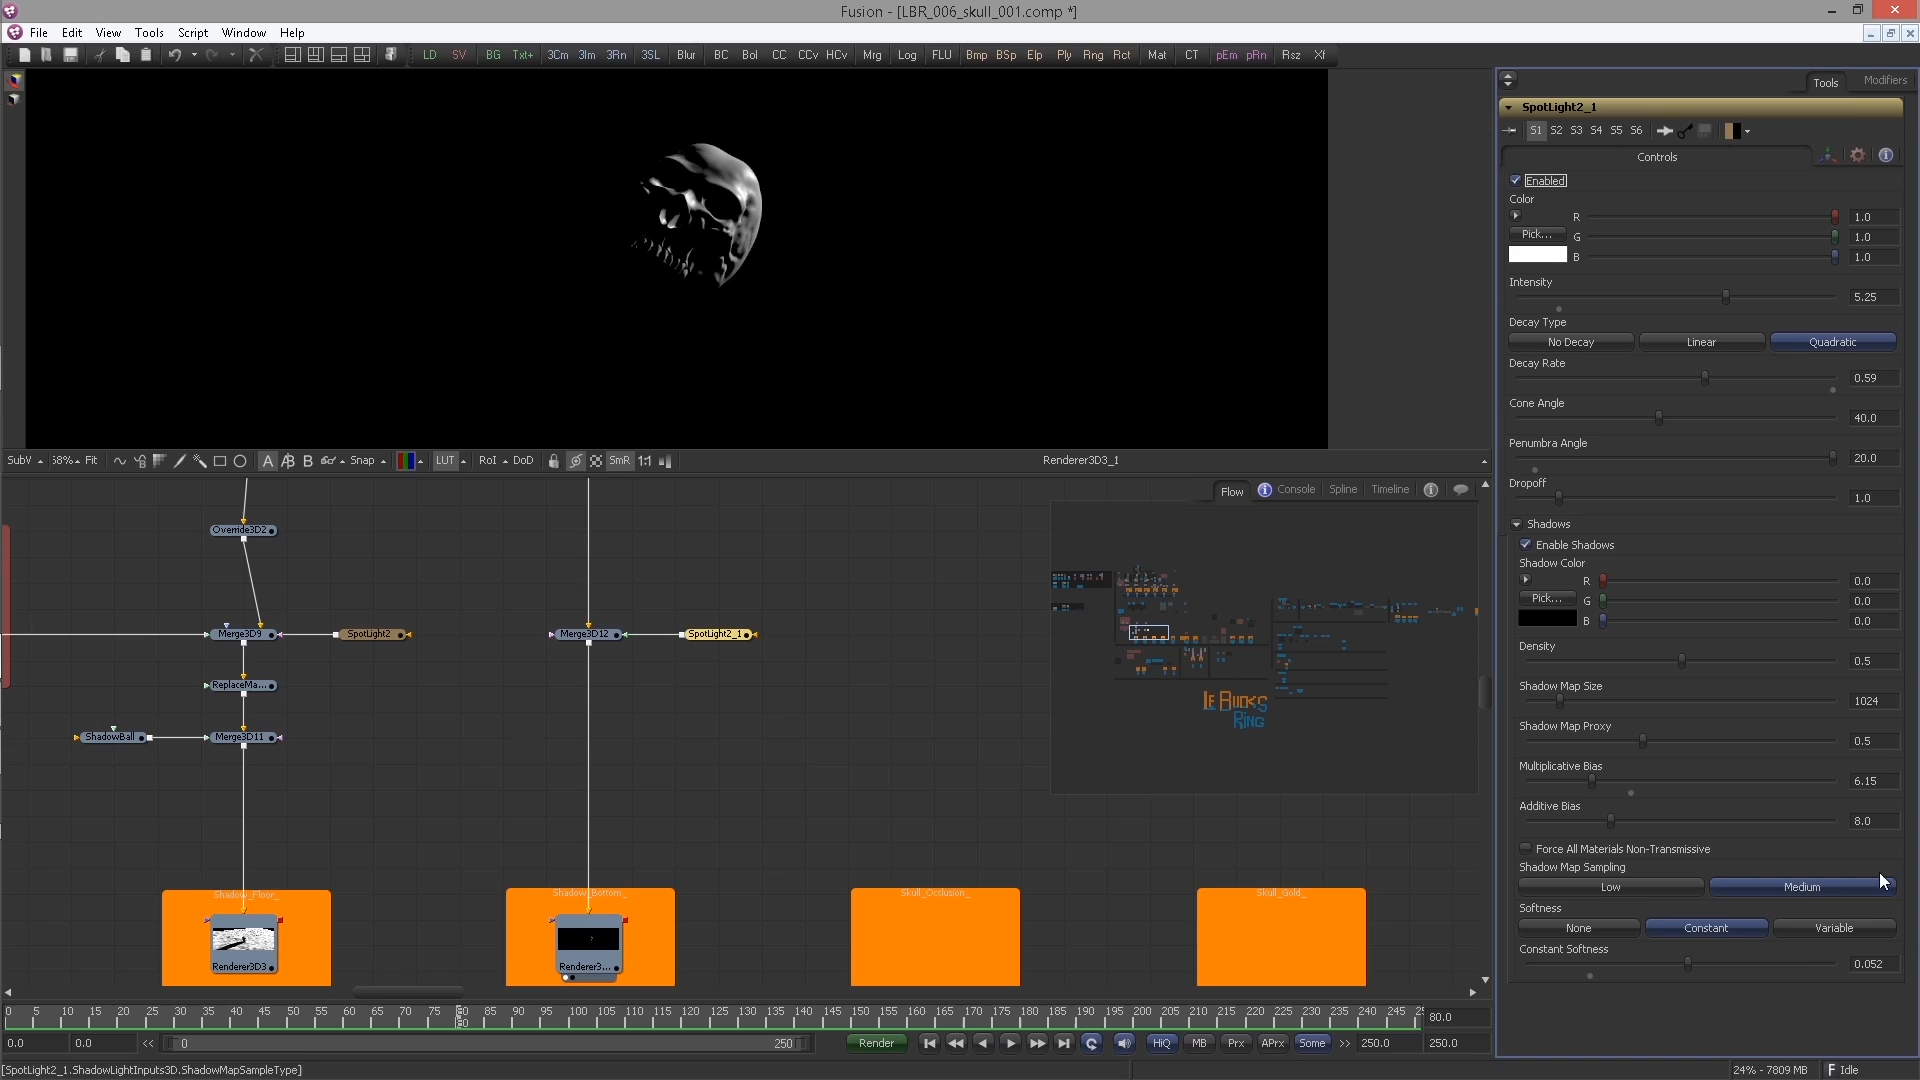 Fusion - [LBR_006_skull_001.comp *]
File Edit View Tools Script Window Help
LD SV BG Txt+ 3Cm 3Im 3Rn 3SL Blur BC Bol CC CCv HCv Mrg Log FLU Bmp BSp Elp Ply Rng Rct Mat CT pEm pRn Rsz Xf
Tools Modifiers
SpotLight2_1
S1 S2 S3 S4 S5 S6
Controls
Enabled
Color
R 1.0
Pick... G 1.0
B 1.0
Intensity
5.25
Decay Type
No Decay Linear Quadratic
Decay Rate
0.59
Cone Angle
40.0
Penumbra Angle
20.0
Dropoff
1.0
Shadows
Enable Shadows
Shadow Color
R 0.0
Pick... G 0.0
B 0.0
Density
0.5
Shadow Map Size
1024
Shadow Map Proxy
0.5
Multiplicative Bias
6.15
Additive Bias
8.0
Force All Materials Non-Transmissive
Shadow Map Sampling
Low Medium
Softness
None Constant Variable
Constant Softness
0.052
SubV 58% Fit A B Snap LUT RoI DoD SmR 1:1 Renderer3D3_1
Flow Console Spline Timeline
Override3D2
Merge3D9 SpotLight2 Merge3D12 SpotLight2_1
ReplaceMa...
ShadowBall Merge3D11
LE BUCK'S
RING
_Shadow_Floor_ _Shadow_Bottom_ _Skull_Occlusion_ _Skull_Gold_
Renderer3D3 Renderer3...
0 5 10 15 20 25 30 35 40 45 50 55 60 65 70 75 80 85 90 95 100 105 110 115 120 125 130 135 140 145 150 155 160 165 170 175 180 185 190 195 200 205 210 215 220 225 230 235 240 245 80.0
0.0 0.0 << 0 250 Render HiQ MB Prx APrx Some >> 250.0 250.0
[SpotLight2_1.ShadowLightInputs3D.ShadowMapSampleType] 24% - 7809 MB Idle